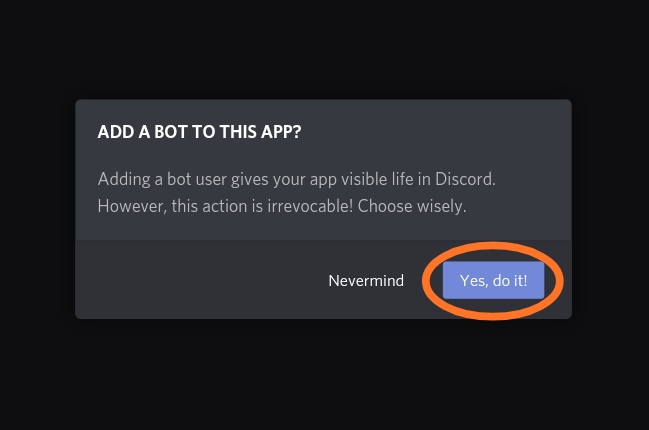 ADD A BOT TO THIS APP?
Adding a bot user gives your app visible life in Discord.
However, this action is irrevocable! Choose wisely.
Nevermind
Yes, do it!